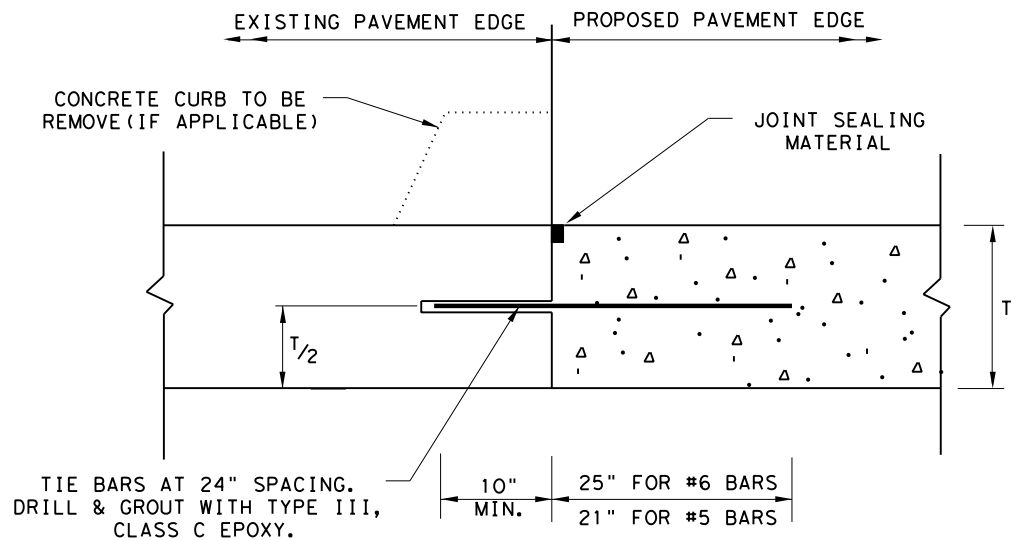 EXISTING PAVEMENT EDGE
PROPOSED PAVEMENT EDGE
CONCRETE CURB TO BE
REMOVE(IF APPLICABLE)
JOINT SEALING
MATERIAL
T/2
T
TIE BARS AT 24" SPACING.
DRILL & GROUT WITH TYPE III,
CLASS C EPOXY.
10"
MIN.
25" FOR #6 BARS
21" FOR #5 BARS